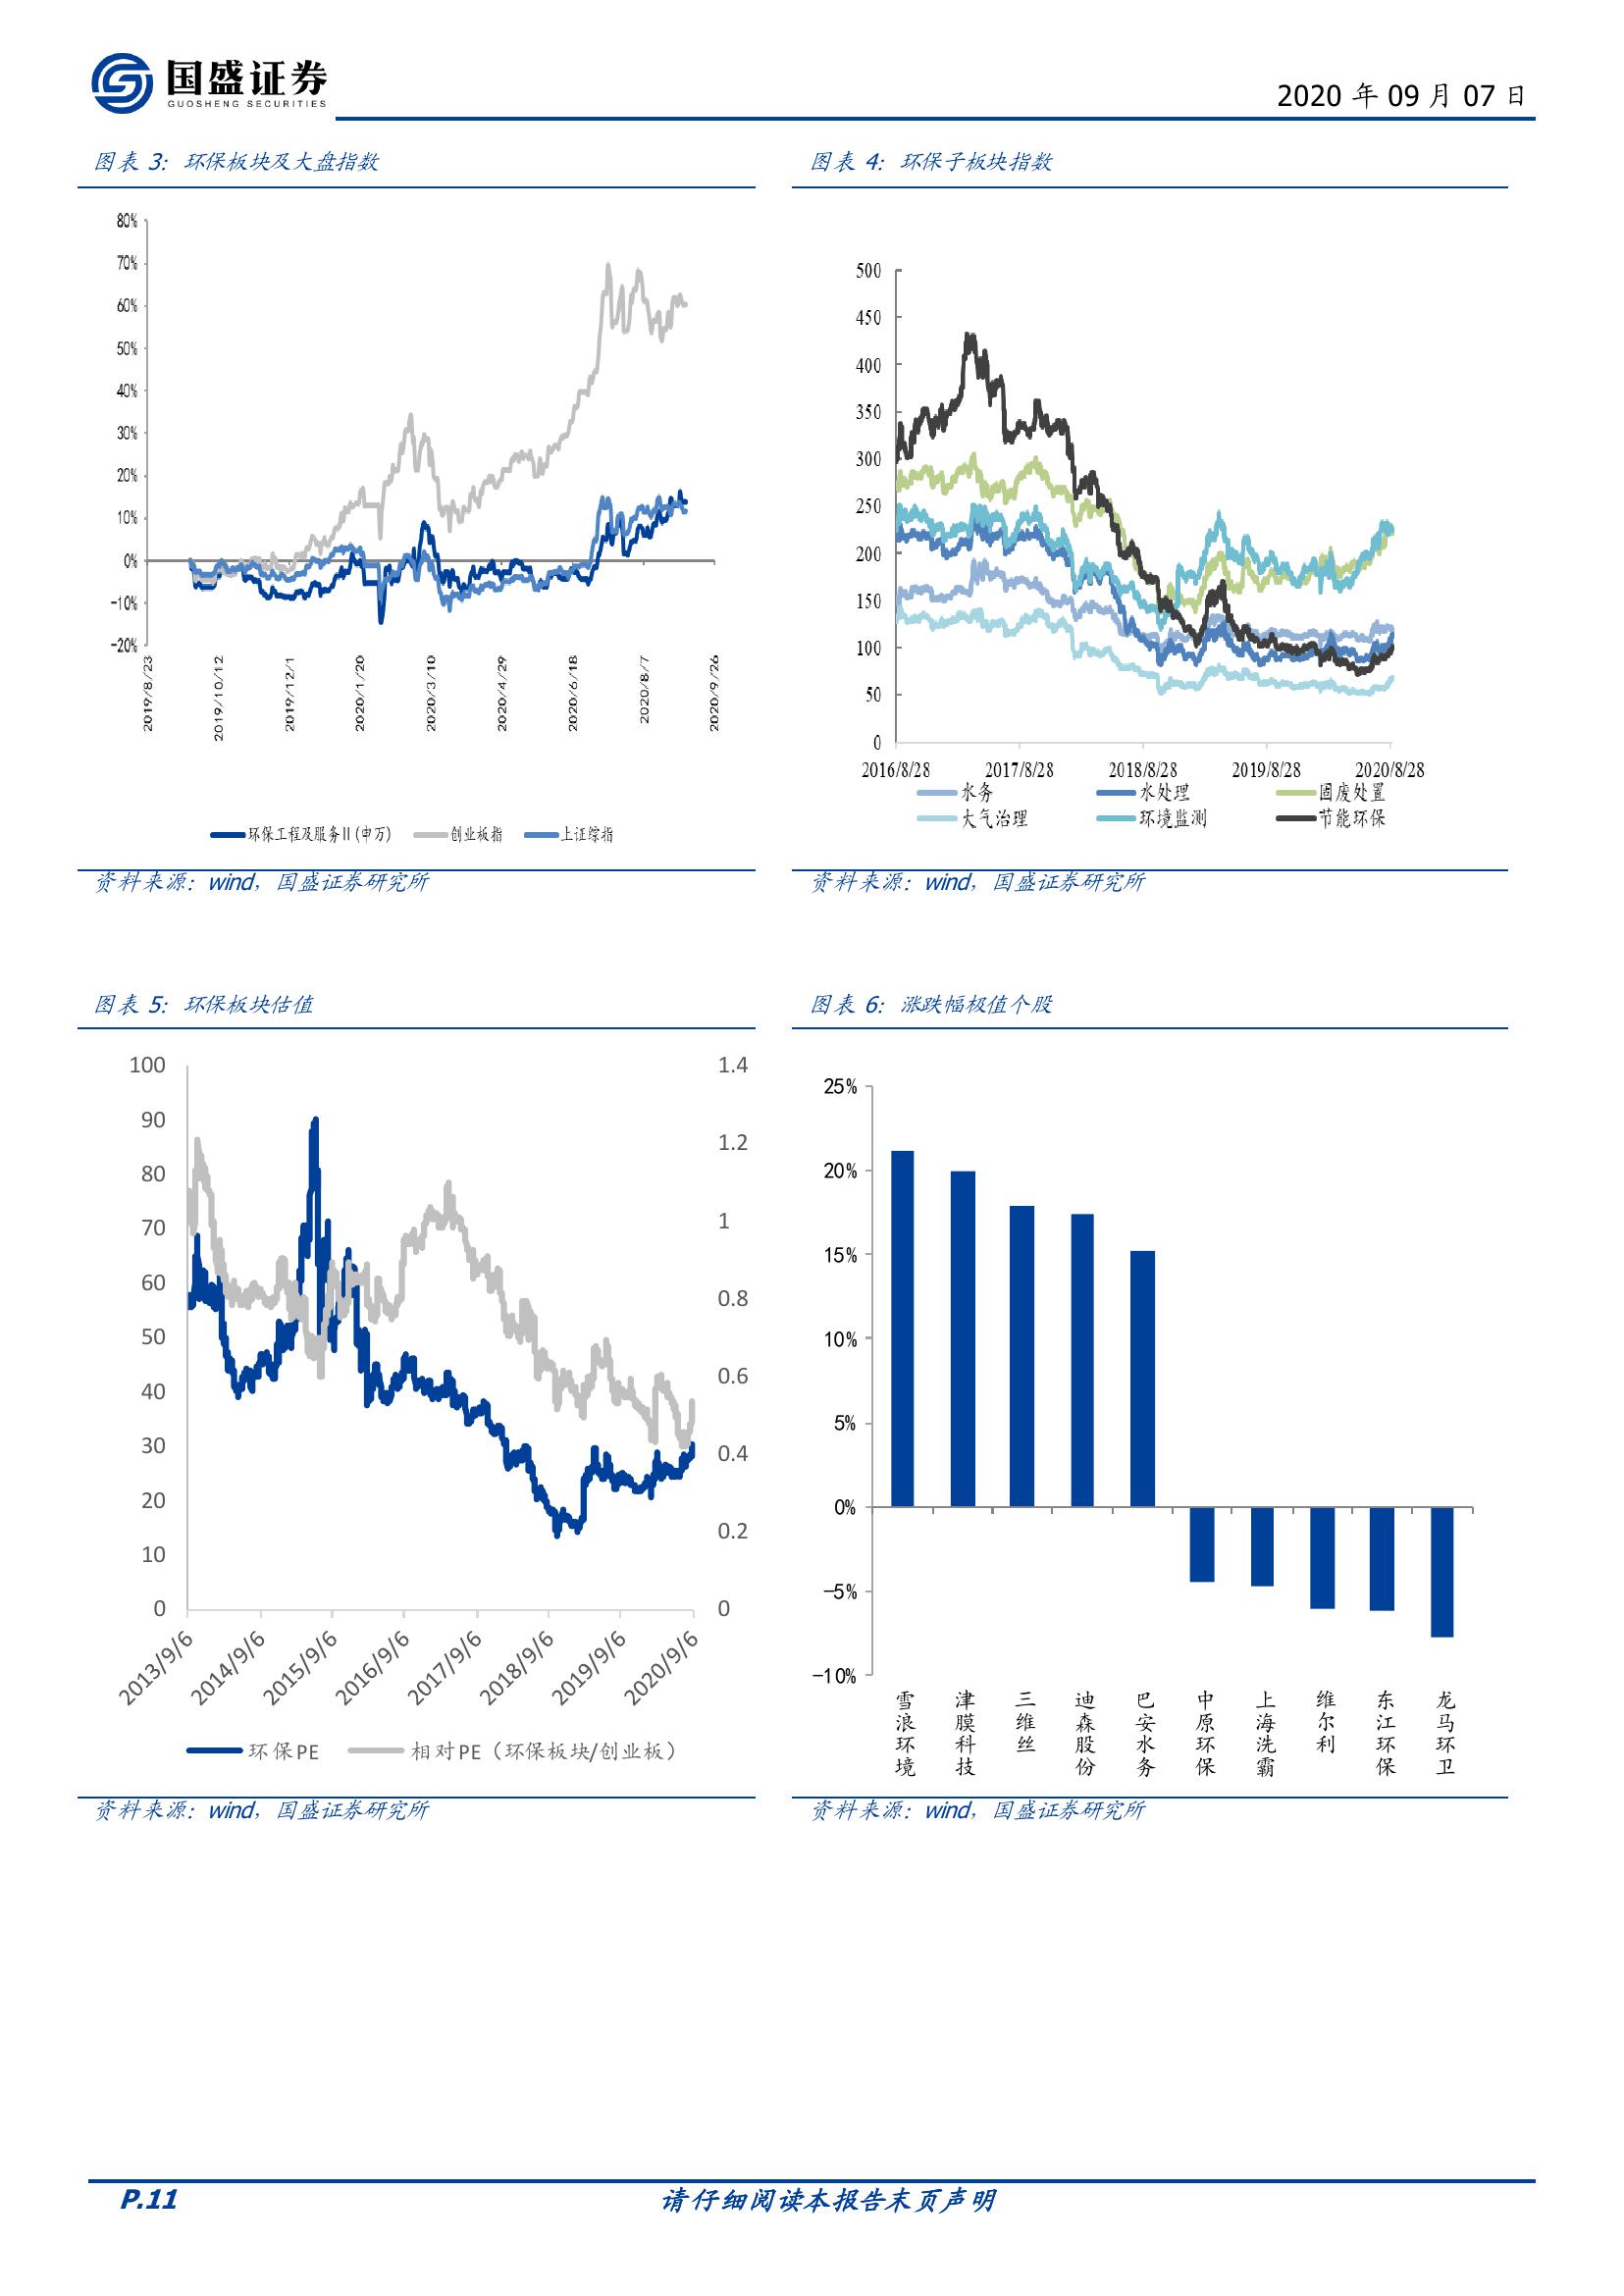 国盛证券
GUOSHENG SECURITIES
2020 年 09 月 07 日
图表 3：环保板块及大盘指数
80%
70%
60%
50%
40%
30%
20%
10%
0%
-10%
-20%
2019/8/23
2019/10/12
2019/12/1
2020/1/20
2020/3/10
2020/4/29
2020/6/18
2020/8/7
2020/9/26
环保工程及服务Ⅱ(申万) 创业板指 上证综指
资料来源：wind，国盛证券研究所
图表 4：环保子板块指数
500
450
400
350
300
250
200
150
100
50
0
2016/8/28 2017/8/28 2018/8/28 2019/8/28 2020/8/28
水务 水处理 固废处置
大气治理 环境监测 节能环保
资料来源：wind，国盛证券研究所
图表 5：环保板块估值
100
90
80
70
60
50
40
30
20
10
0
1.4
1.2
1
0.8
0.6
0.4
0.2
0
2013/9/6
2014/9/6
2015/9/6
2016/9/6
2017/9/6
2018/9/6
2019/9/6
2020/9/6
环保PE 相对PE（环保板块/创业板）
资料来源：wind，国盛证券研究所
图表 6：涨跌幅极值个股
25%
20%
15%
10%
5%
0%
-5%
-10%
雪浪环境
津膜科技
三维丝
迪森股份
巴安水务
中原环保
上海洗霸
维尔利
东江环保
龙马环卫
资料来源：wind，国盛证券研究所
P.11
请仔细阅读本报告末页声明